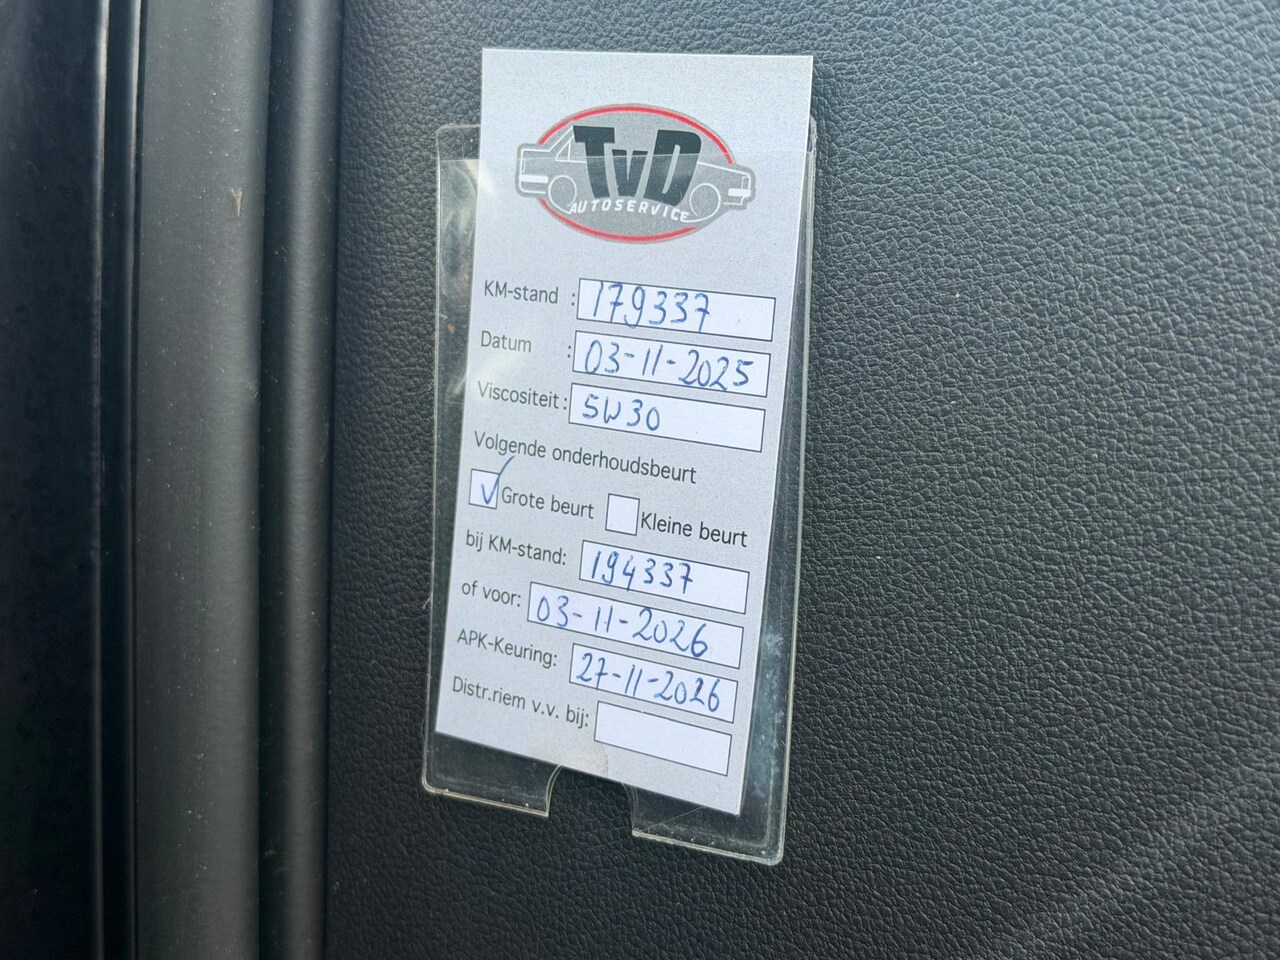 TVD
AUTOSERVICE
KM-stand : 179337
Datum : 03-11-2025
Viscositeit : 5W30
Volgende onderhoudsbeurt
✓ Grote beurt Kleine beurt
bij KM-stand: 194337
of voor: 03-11-2026
APK-Keuring: 27-11-2026
Distr.riem v.v. bij: